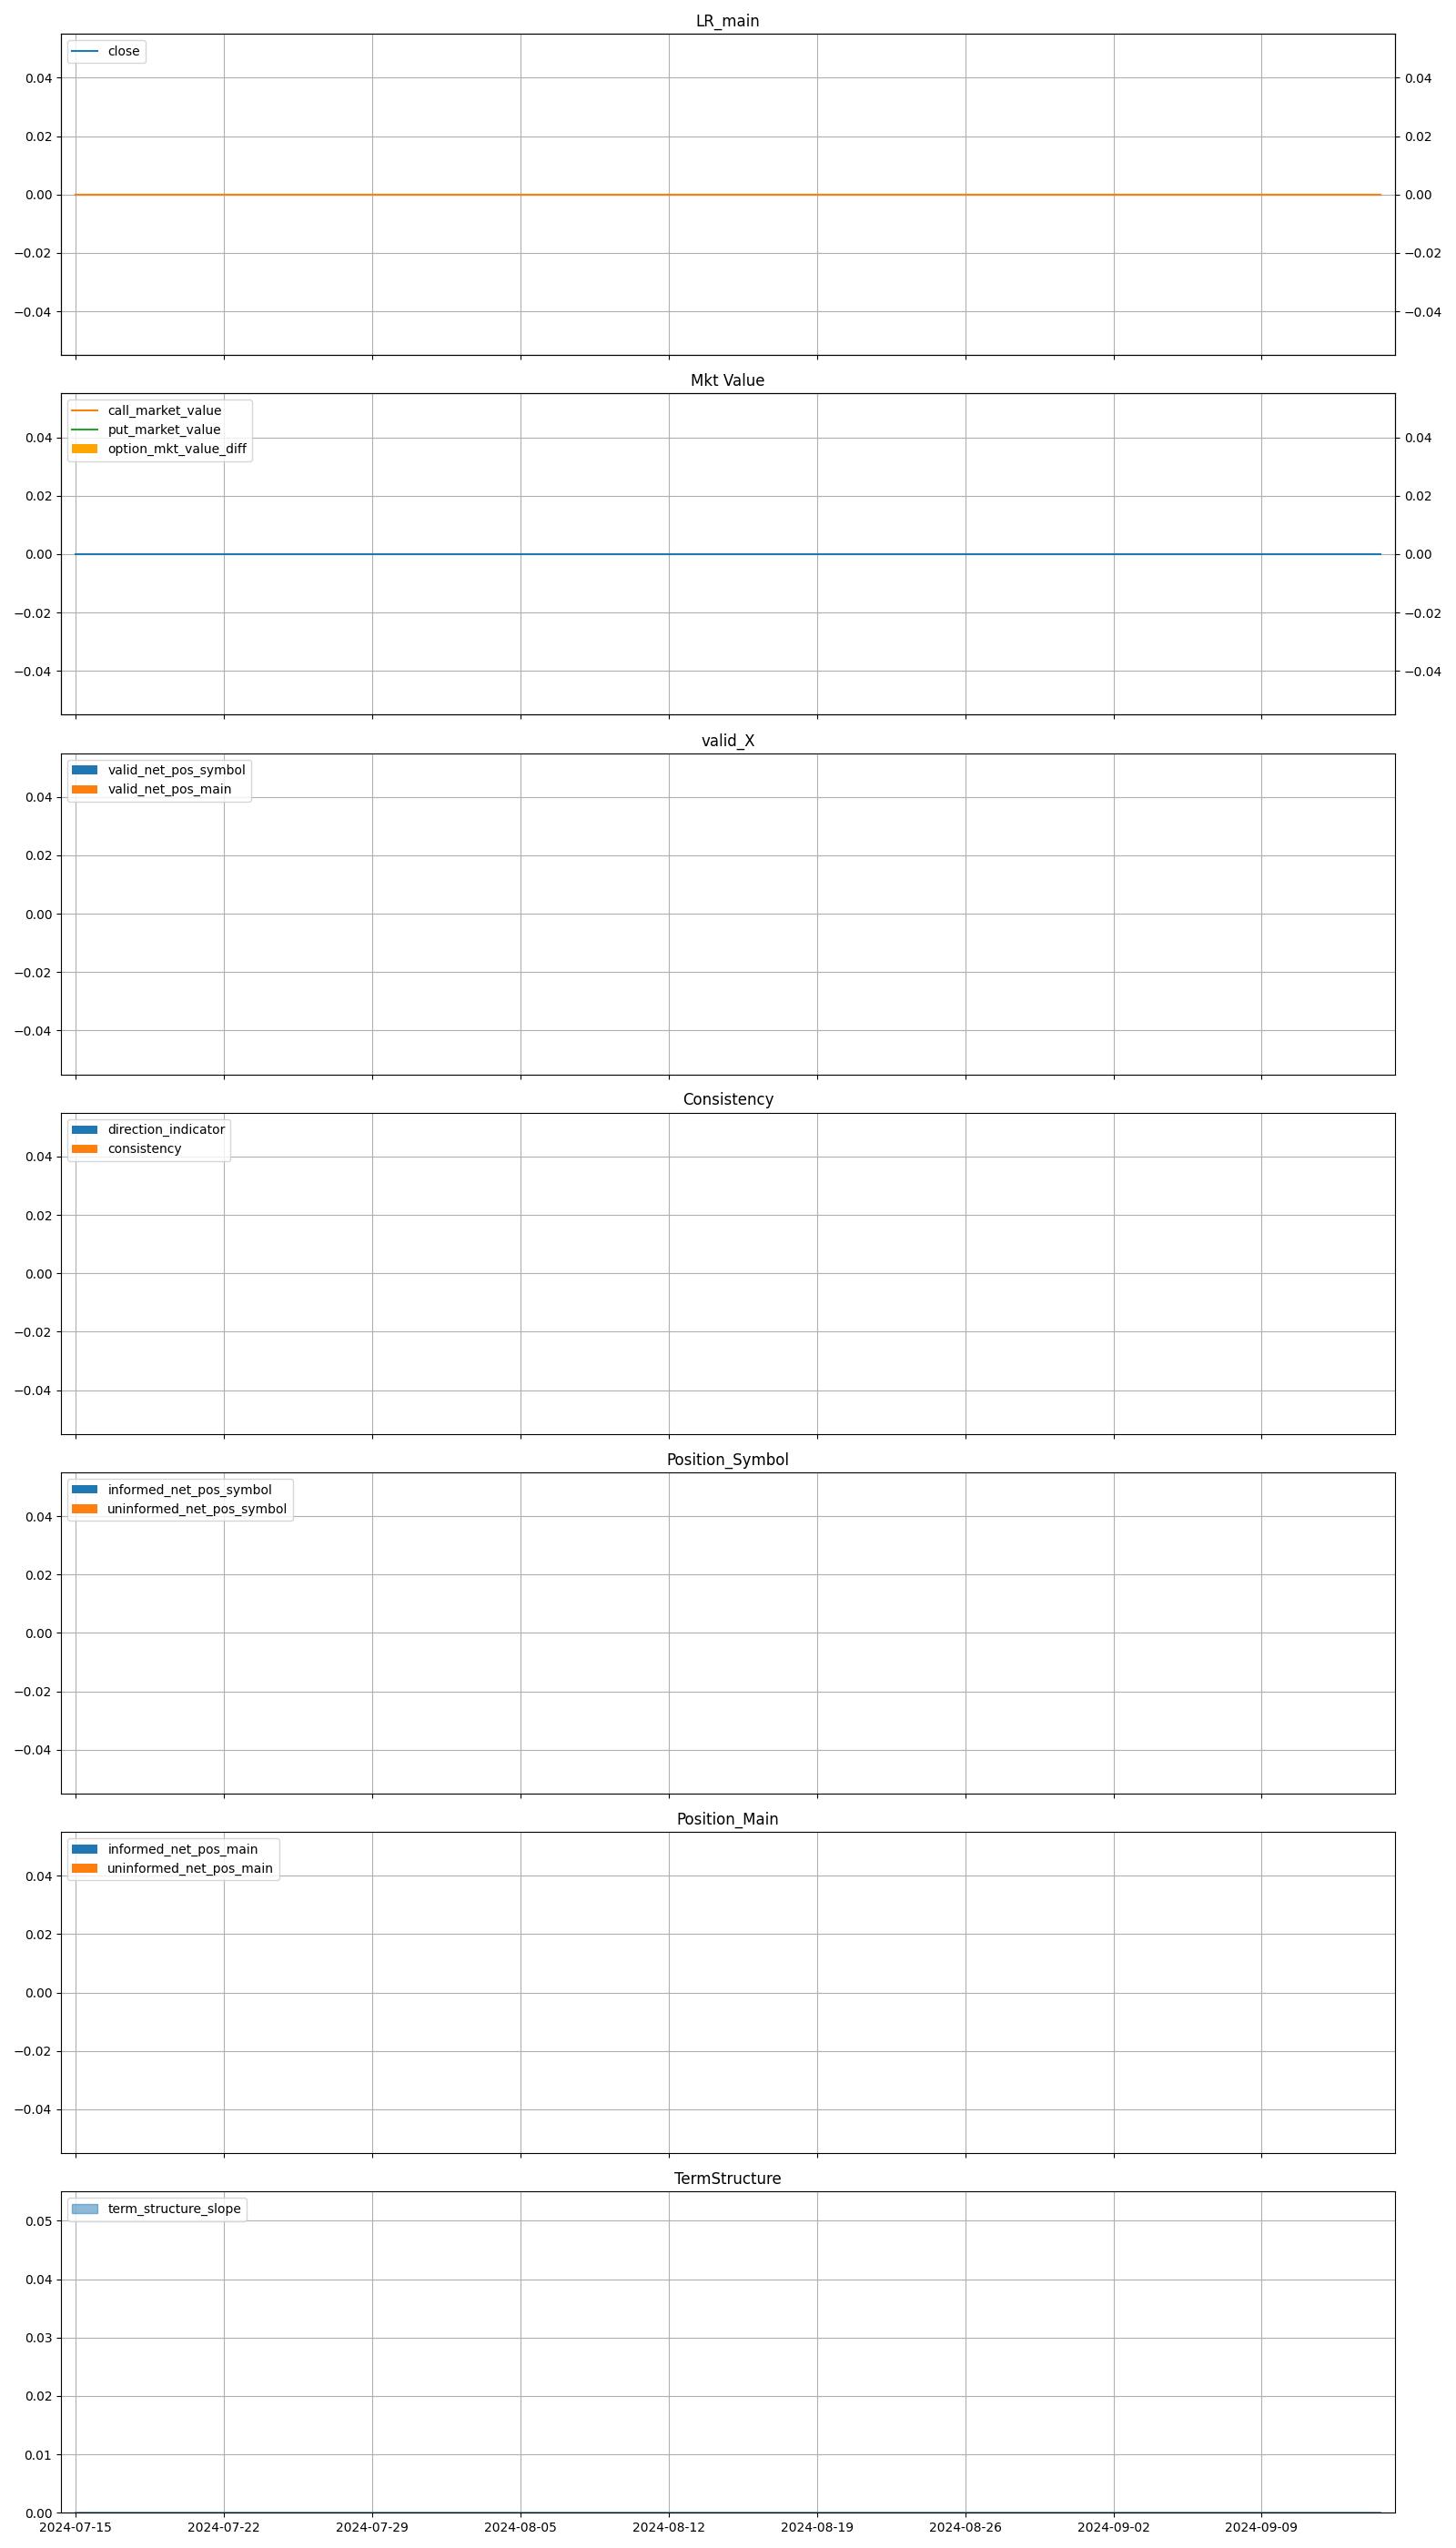 LR_main
close
0.04 0.04
0.02 0.02
0.00 0.00
−0.02 −0.02
−0.04 −0.04
Mkt Value
call_market_value
put_market_value
option_mkt_value_diff
0.04 0.04
0.02 0.02
0.00 0.00
−0.02 −0.02
−0.04 −0.04
valid_X
valid_net_pos_symbol
valid_net_pos_main
0.04
0.02
0.00
−0.02
−0.04
Consistency
direction_indicator
consistency
0.04
0.02
0.00
−0.02
−0.04
Position_Symbol
informed_net_pos_symbol
uninformed_net_pos_symbol
0.04
0.02
0.00
−0.02
−0.04
Position_Main
informed_net_pos_main
uninformed_net_pos_main
0.04
0.02
0.00
−0.02
−0.04
TermStructure
term_structure_slope
0.05
0.04
0.03
0.02
0.01
0.00
2024-07-15 2024-07-22 2024-07-29 2024-08-05 2024-08-12 2024-08-19 2024-08-26 2024-09-02 2024-09-09